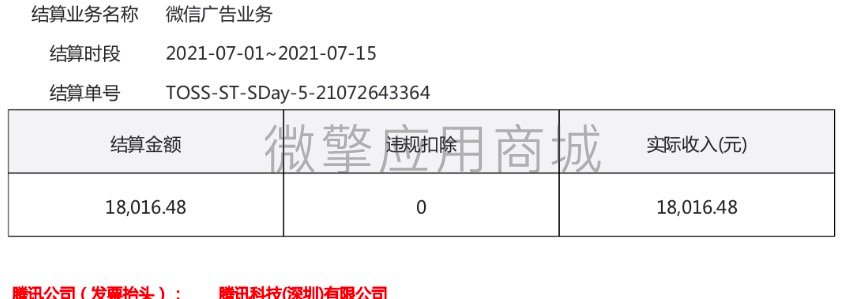 结算业务名称 微信广告业务
结算时段 2021-07-01~2021-07-15
结算单号 TOSS-ST-SDay-5-21072643364
结算金额 违规扣除 实际收入(元)
微擎应用商城
18,016.48 0 18,016.48
腾讯公司（发票抬头）： 腾讯科技(深圳)有限公司